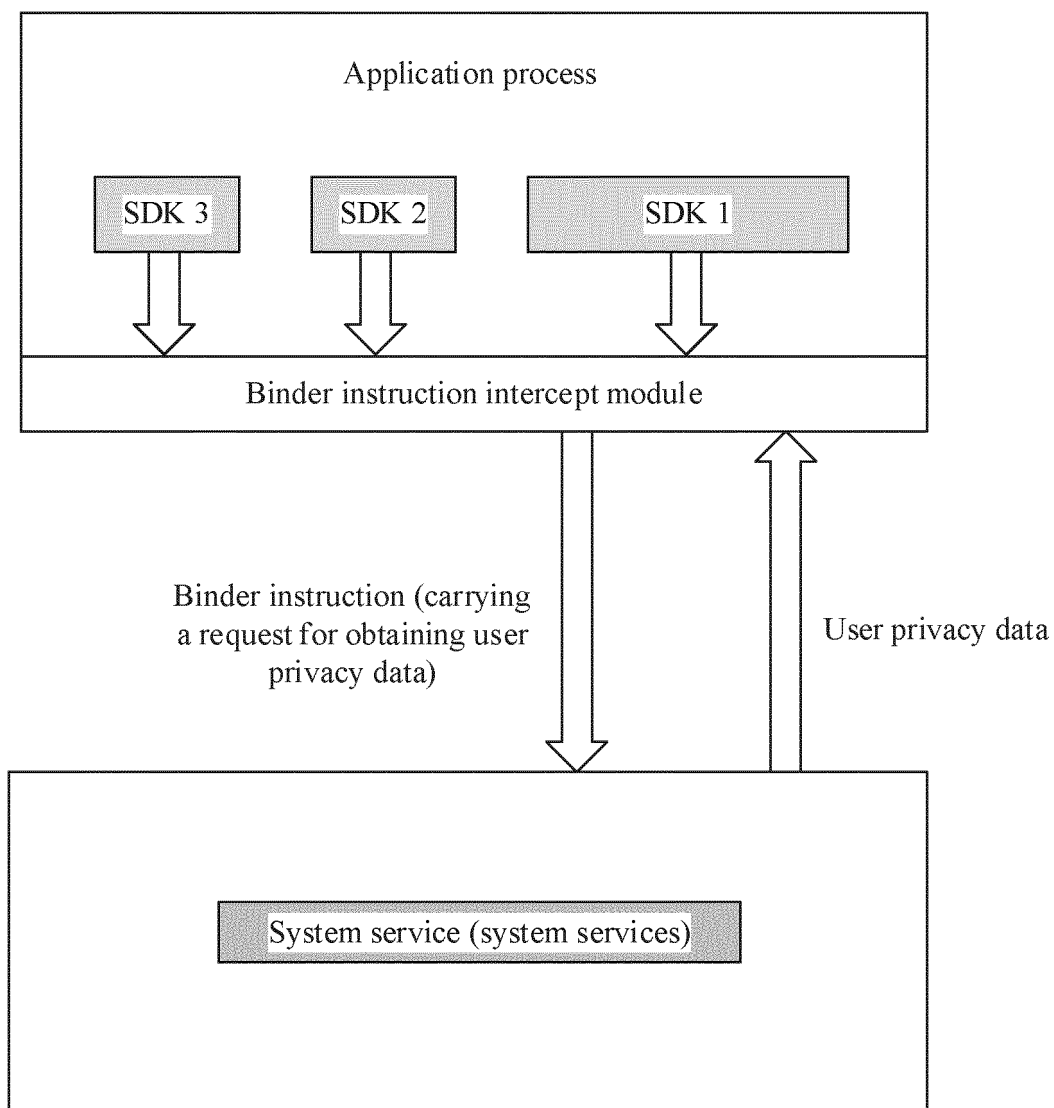 Application process
SDK 3
SDK 2
SDK 1
Binder instruction intercept module
Binder instruction (carrying
a request for obtaining user
privacy data)
User privacy data
System service (system services)